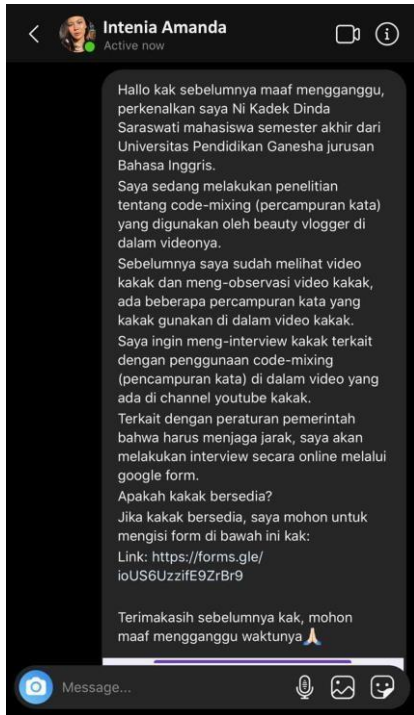 Intenia Amanda
Active now
Hallo kak sebelumnya maaf mengganggu,
perkenalkan saya Ni Kadek Dinda
Saraswati mahasiswa semester akhir dari
Universitas Pendidikan Ganesha jurusan
Bahasa Inggris.
Saya sedang melakukan penelitian
tentang code-mixing (percampuran kata)
yang digunakan oleh beauty vlogger di
dalam videonya.
Sebelumnya saya sudah melihat video
kakak dan meng-observasi video kakak,
ada beberapa percampuran kata yang
kakak gunakan di dalam video kakak.
Saya ingin meng-interview kakak terkait
dengan penggunaan code-mixing
(pencampuran kata) di dalam video yang
ada di channel youtube kakak.
Terkait dengan peraturan pemerintah
bahwa harus menjaga jarak, saya akan
melakukan interview secara online melalui
google form.
Apakah kakak bersedia?
Jika kakak bersedia, saya mohon untuk
mengisi form di bawah ini kak:
Link: https://forms.gle/
ioUS6UzzifE9ZrBr9
Terimakasih sebelumnya kak, mohon
maaf mengganggu waktunya🙏🏻
Message...